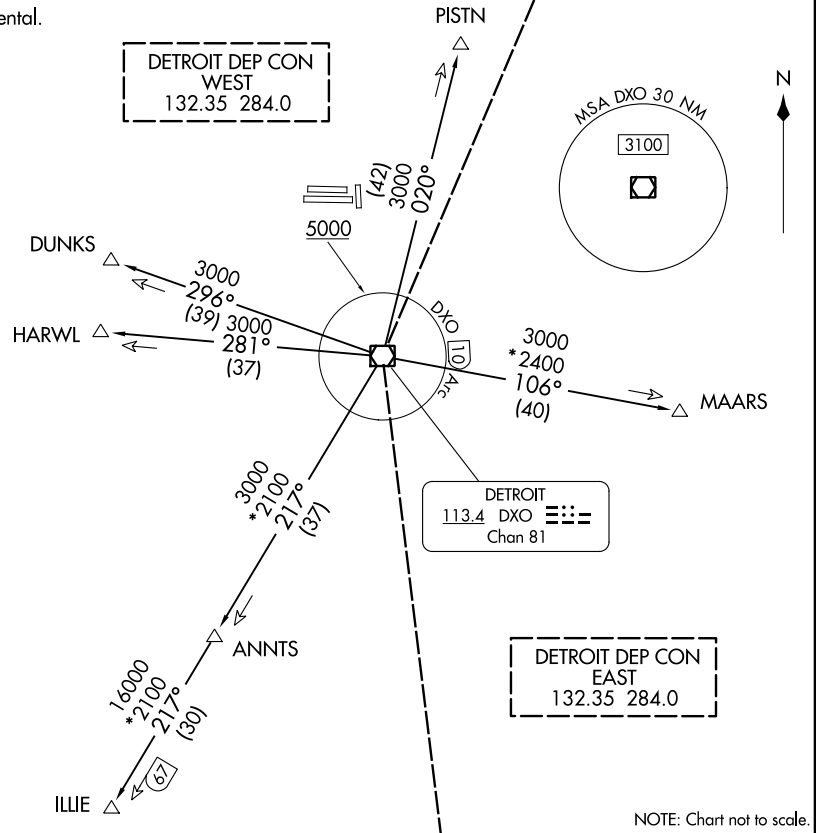 ental.
PISTN
DETROIT DEP CON
WEST
132.35 284.0
N
MSA DXO 30 NM
3100
(42)
3000
020°
5000
DUNKS
3000
296°
(39)
HARWL
3000
281°
(37)
DXO 10 Arc
3000
*2400
106°
(40)
MAARS
3000
*2100
217°
(37)
DETROIT
113.4 DXO
Chan 81
ANNTS
DETROIT DEP CON
EAST
132.35 284.0
16000
*2100
217°
(30)
67
ILLIE
NOTE: Chart not to scale.